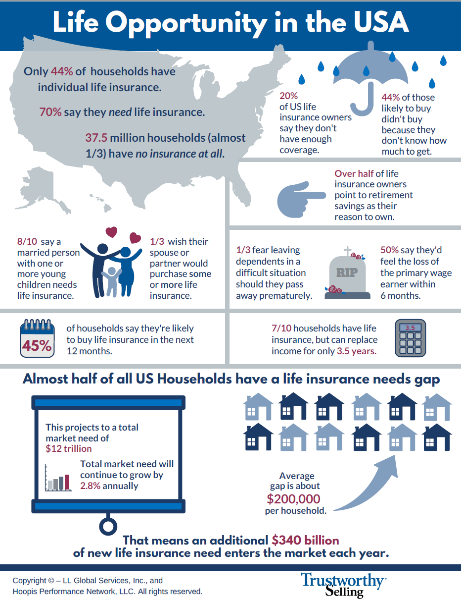 Life Opportunity in the USA
Only 44% of households have
individual life insurance.
70% say they need life insurance.
37.5 million households (almost
1/3) have no insurance at all.
20%
of US life
insurance owners
say they don't
have enough
coverage.
44% of those
likely to buy
didn't buy
because they
don't know how
much to get.
Over half of life
insurance owners
point to retirement
savings as their
reason to own.
8/10 say a
married person
with one or
more young
children needs
life insurance.
1/3 wish their
spouse or
partner would
purchase some
or more life
insurance.
1/3 fear leaving
dependents in a
difficult situation
should they pass
away prematurely.
RIP
50% say they'd
feel the loss of
the primary wage
earner within
6 months.
45%
of households say they're likely
to buy life insurance in the next
12 months.
7/10 households have life
insurance, but can replace
income for only 3.5 years.
3.5
Almost half of all US Households have a life insurance needs gap
This projects to a total
market need of
$12 trillion
Total market need will
continue to grow by
2.8% annually
Average
gap is about
$200,000
per household.
That means an additional $340 billion
of new life insurance need enters the market each year.
Copyright © – LL Global Services, Inc., and
Hoopis Performance Network, LLC. All rights reserved.
Trustworthy
Selling